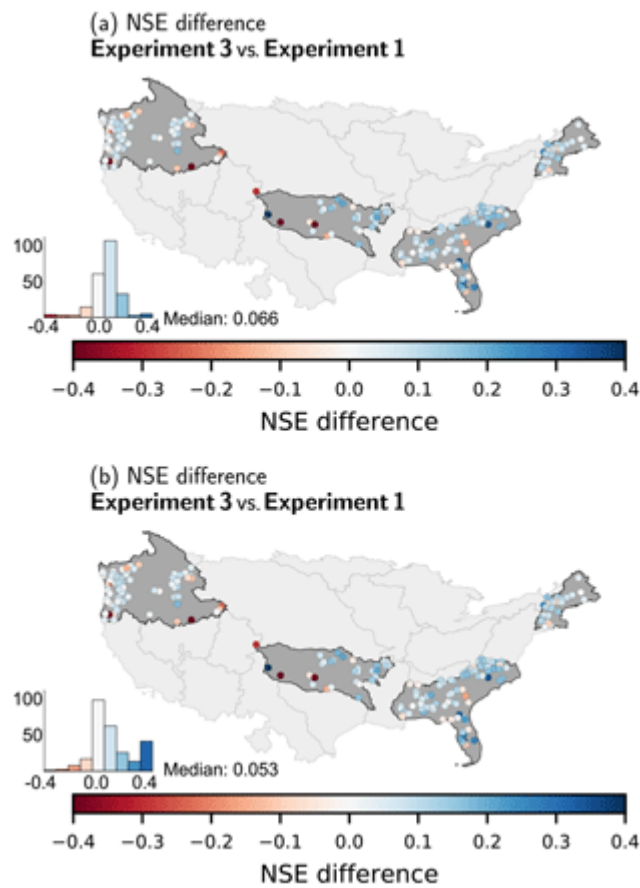 (a) NSE difference
Experiment 3 vs. Experiment 1
100
50
-0.4 0.0 0.4
Median: 0.066
−0.4 −0.3 −0.2 −0.1 0.0 0.1 0.2 0.3 0.4
NSE difference
(b) NSE difference
Experiment 3 vs. Experiment 1
100
50
-0.4 0.0 0.4
Median: 0.053
−0.4 −0.3 −0.2 −0.1 0.0 0.1 0.2 0.3 0.4
NSE difference